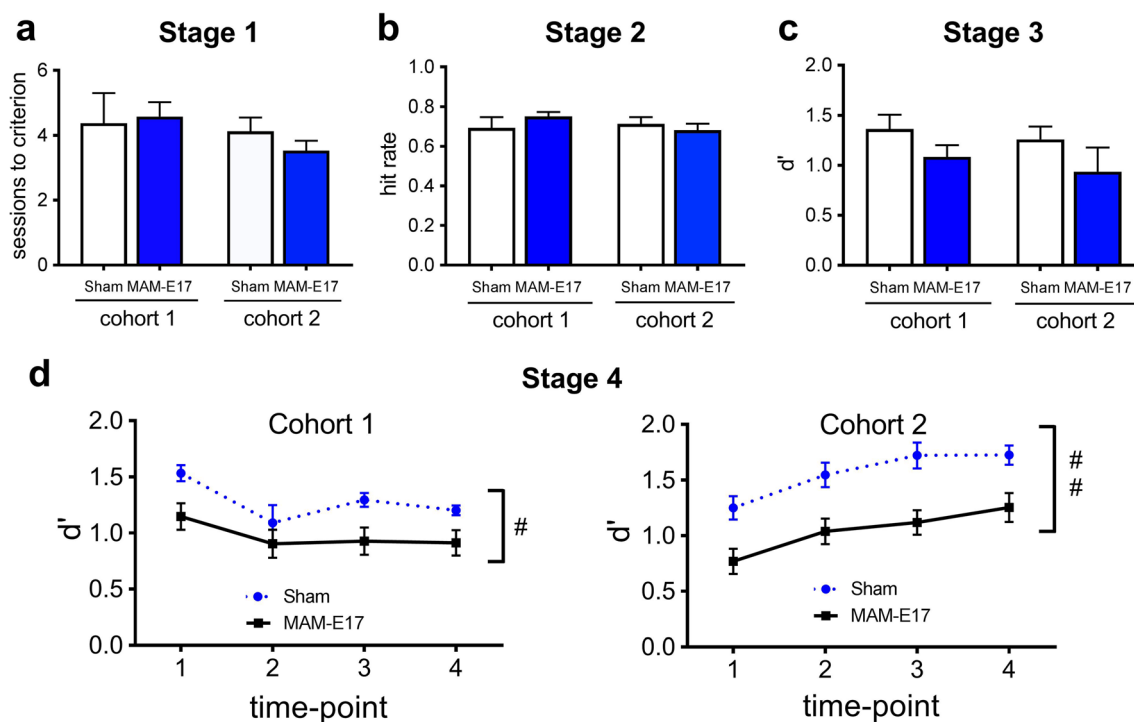 a Stage 1
sessions to criterion
6
4
2
0
Sham MAM-E17 Sham MAM-E17
cohort 1 cohort 2
b Stage 2
hit rate
1.0
0.8
0.6
0.4
0.2
0.0
Sham MAM-E17 Sham MAM-E17
cohort 1 cohort 2
c Stage 3
d'
2.0
1.5
1.0
0.5
0.0
Sham MAM-E17 Sham MAM-E17
cohort 1 cohort 2
d Stage 4
Cohort 1
d'
2.0
1.5
1.0
0.5
0.0
#
Sham
MAM-E17
1 2 3 4
time-point
Cohort 2
d'
2.0
1.5
1.0
0.5
0.0
#
#
Sham
MAM-E17
1 2 3 4
time-point